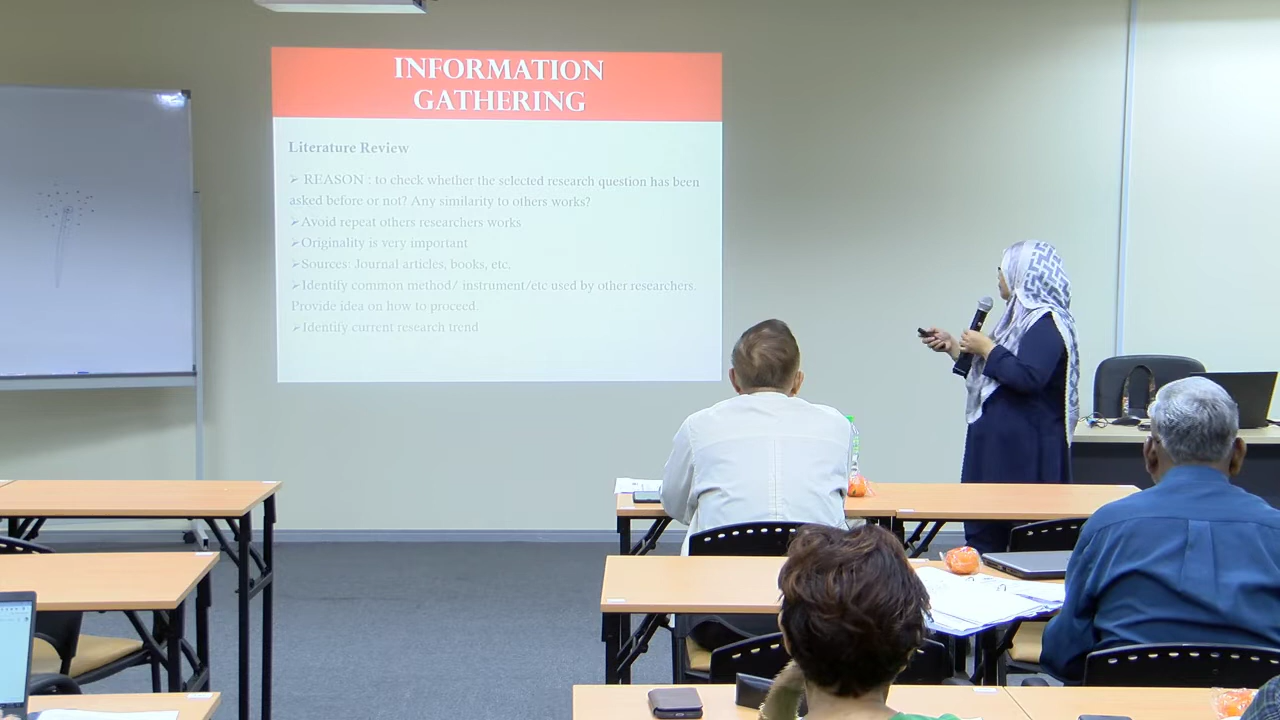 INFORMATION
GATHERING
Literature Review
➢ REASON : to check whether the selected research question has been
asked before or not? Any similarity to others works?
➢Avoid repeat others researchers works
➢Originality is very important
➢Sources: Journal articles, books, etc.
➢Identify common method/ instrument/etc used by other researchers.
Provide idea on how to proceed.
➢Identify current research trend